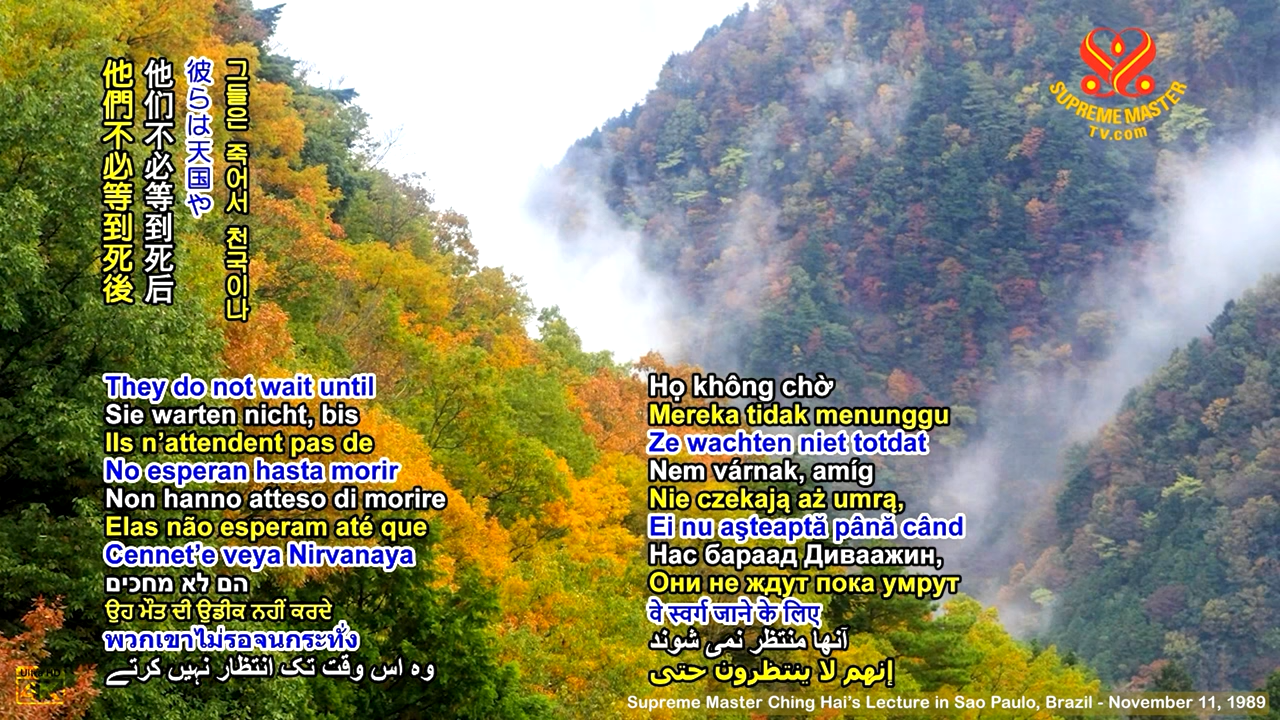 그들은 죽어서 천국이나
彼らは天国や
他们不必等到死后
他們不必等到死後
SUPREME MASTER
TV.com
They do not wait until
Sie warten nicht, bis
Ils n’attendent pas de
No esperan hasta morir
Non hanno atteso di morire
Elas não esperam até que
Cennet’e veya Nirvanaya
הם לא מחכים
ਉਹ ਮੌਤ ਦੀ ਉਡੀਕ ਨਹੀਂ ਕਰਦੇ
พวกเขาไม่รอจนกระทั่ง
وہ اس وقت تک انتظار نہیں کرتے
Họ không chờ
Mereka tidak menunggu
Ze wachten niet totdat
Nem várnak, amíg
Nie czekają aż umrą,
Ei nu aşteaptă până când
Нас бараад Диваажин,
Они не ждут пока умрут
वे स्वर्ग जाने के लिए
آنها منتظر نمی شوند
إنهم لا ينتظرون حتى
Ultra HD
Supreme Master Ching Hai’s Lecture in Sao Paulo, Brazil - November 11, 1989